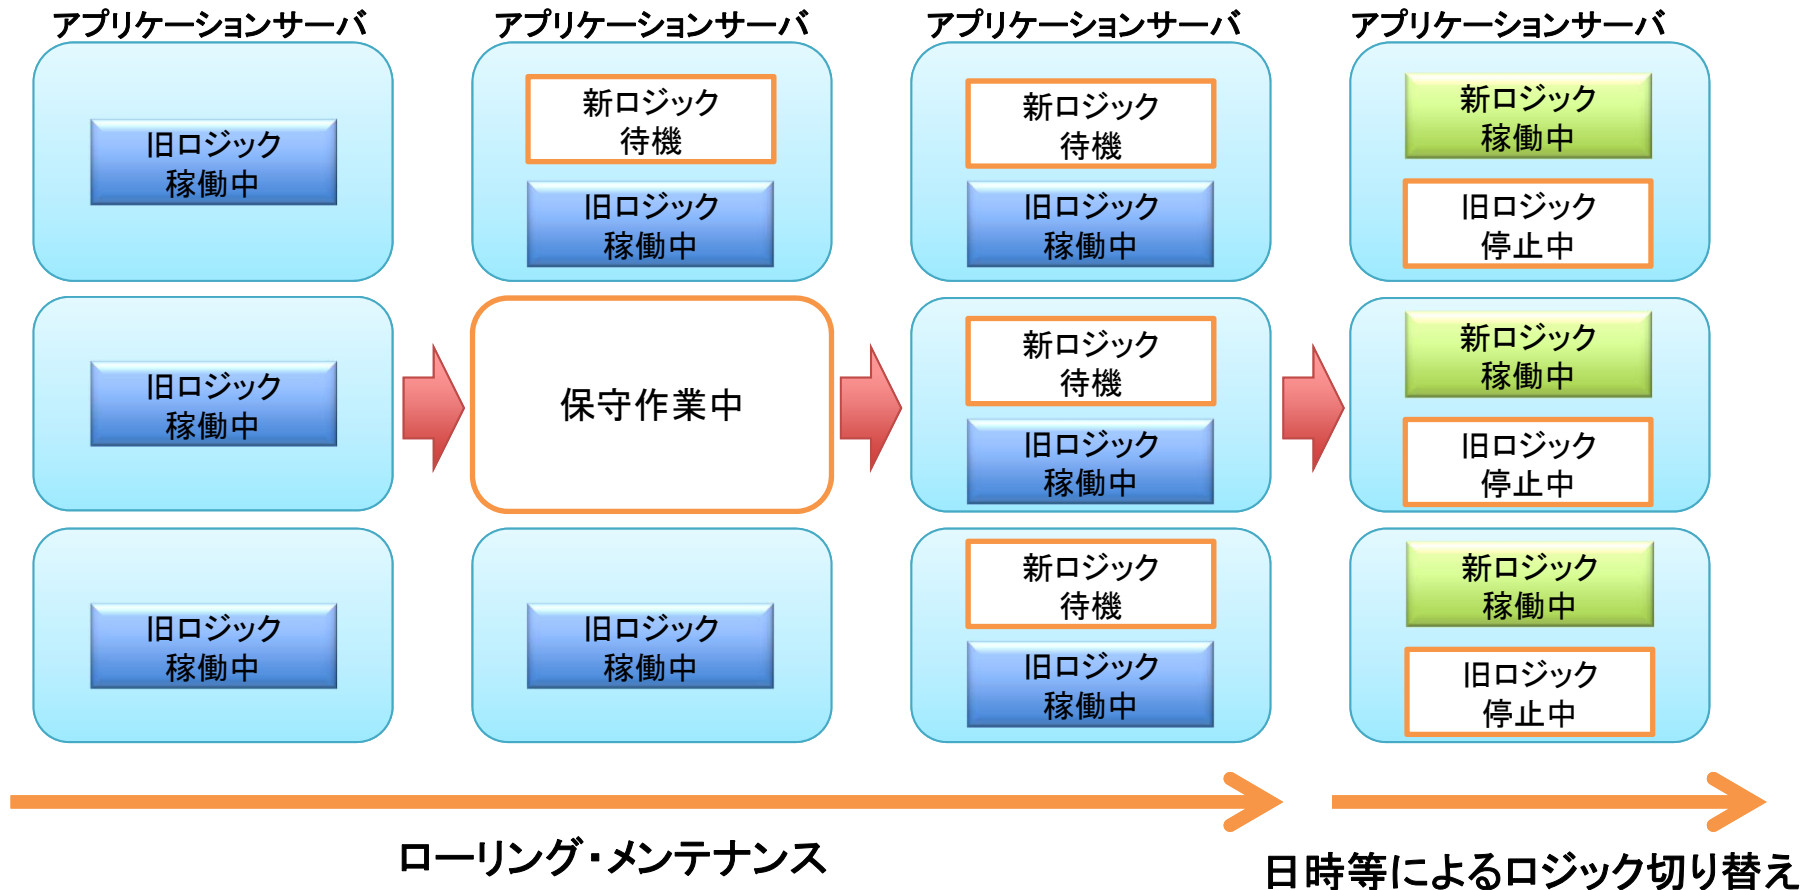 アプリケーションサーバ
旧ロジック
稼働中
旧ロジック
稼働中
旧ロジック
稼働中
アプリケーションサーバ
新ロジック
待機
旧ロジック
稼働中
保守作業中
旧ロジック
稼働中
アプリケーションサーバ
新ロジック
待機
旧ロジック
稼働中
新ロジック
待機
旧ロジック
稼働中
新ロジック
待機
旧ロジック
稼働中
アプリケーションサーバ
新ロジック
稼働中
旧ロジック
停止中
新ロジック
稼働中
旧ロジック
停止中
新ロジック
稼働中
旧ロジック
停止中
ローリング・メンテナンス
日時等によるロジック切り替え